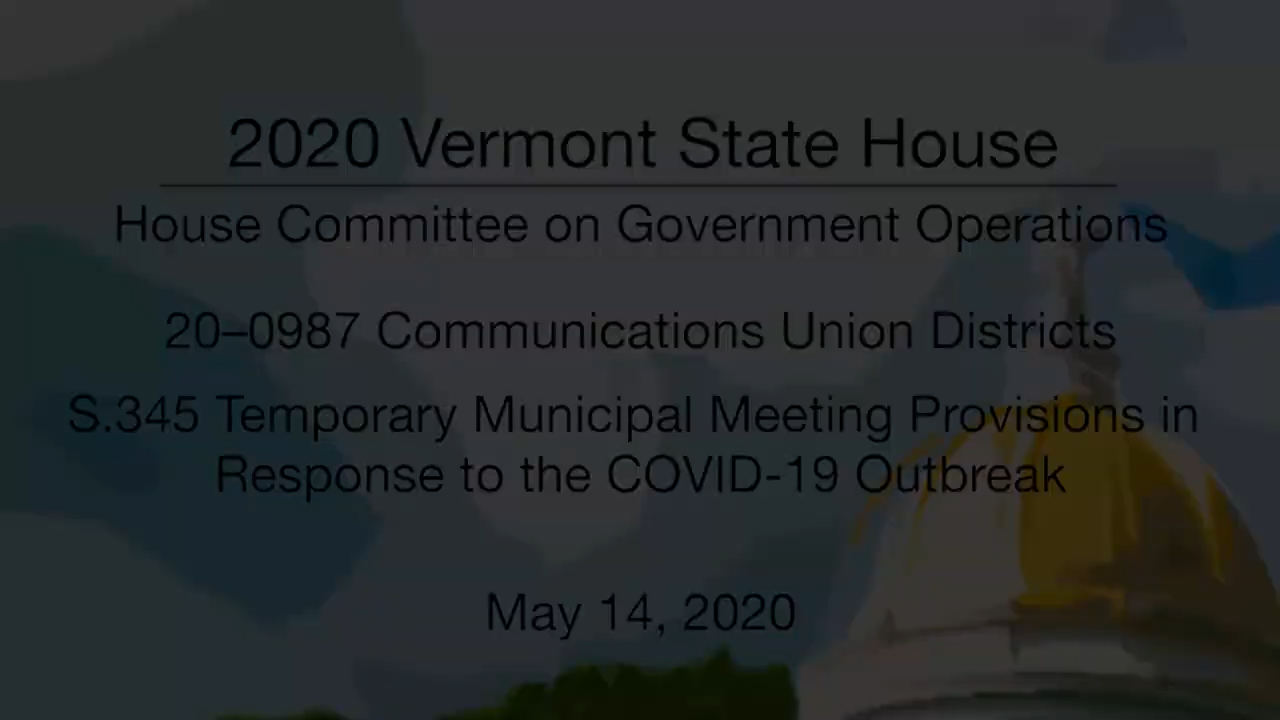 2020 Vermont State House
House Committee on Government Operations
20–0987 Communications Union Districts
S.345 Temporary Municipal Meeting Provisions in
Response to the COVID-19 Outbreak
May 14, 2020